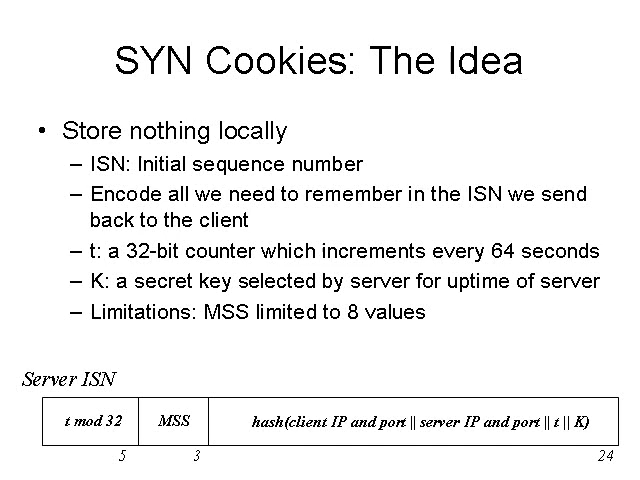 SYN Cookies: The Idea
• Store nothing locally
– ISN: Initial sequence number
– Encode all we need to remember in the ISN we send
back to the client
– t: a 32-bit counter which increments every 64 seconds
– K: a secret key selected by server for uptime of server
– Limitations: MSS limited to 8 values
Server ISN
t mod 32 MSS hash(client IP and port || server IP and port || t || K)
5 3 24